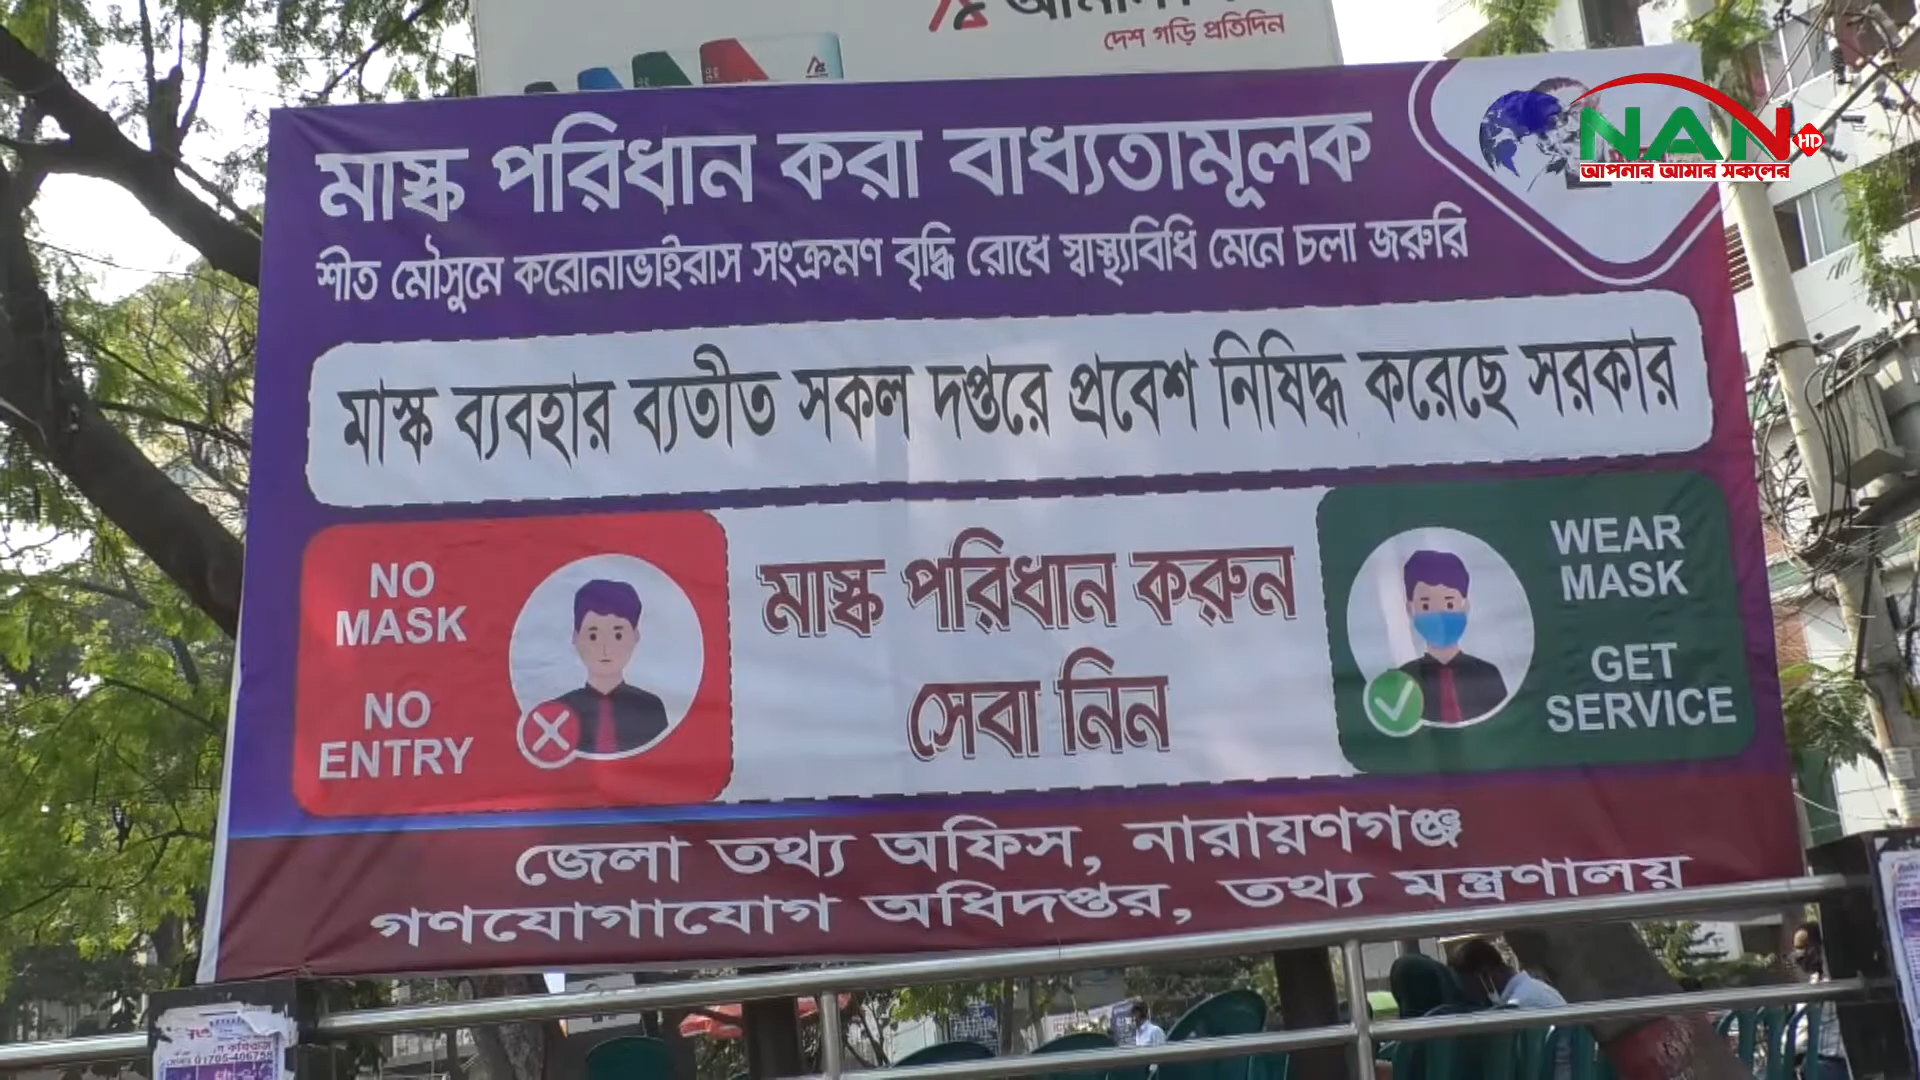 দেশ গড়ি প্রতিদিন
NAN HD
আপনার আমার সকলের
মাস্ক পরিধান করা বাধ্যতামূলক
শীত মৌসুমে করোনাভাইরাস সংক্রমণ বৃদ্ধি রোধে স্বাস্থ্যবিধি মেনে চলা জরুরি
মাস্ক ব্যবহার ব্যতীত সকল দপ্তরে প্রবেশ নিষিদ্ধ করেছে সরকার
NO
MASK
NO
ENTRY
মাস্ক পরিধান করুন
সেবা নিন
WEAR
MASK
GET
SERVICE
জেলা তথ্য অফিস, নারায়ণগঞ্জ
গণযোগাযোগ অধিদপ্তর, তথ্য মন্ত্রণালয়